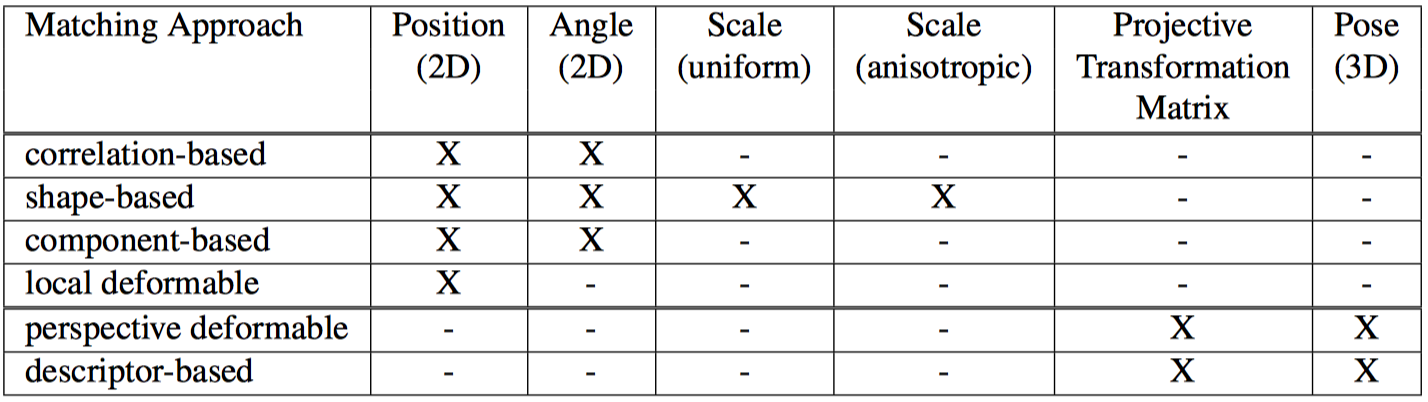 Matching Approach Position Angle Scale Scale Projective Pose
(2D) (2D) (uniform) (anisotropic) Transformation (3D)
Matrix
correlation-based X X - - - -
shape-based X X X X - -
component-based X X - - - -
local deformable X - - - - -
perspective deformable - - - - X X
descriptor-based - - - - X X